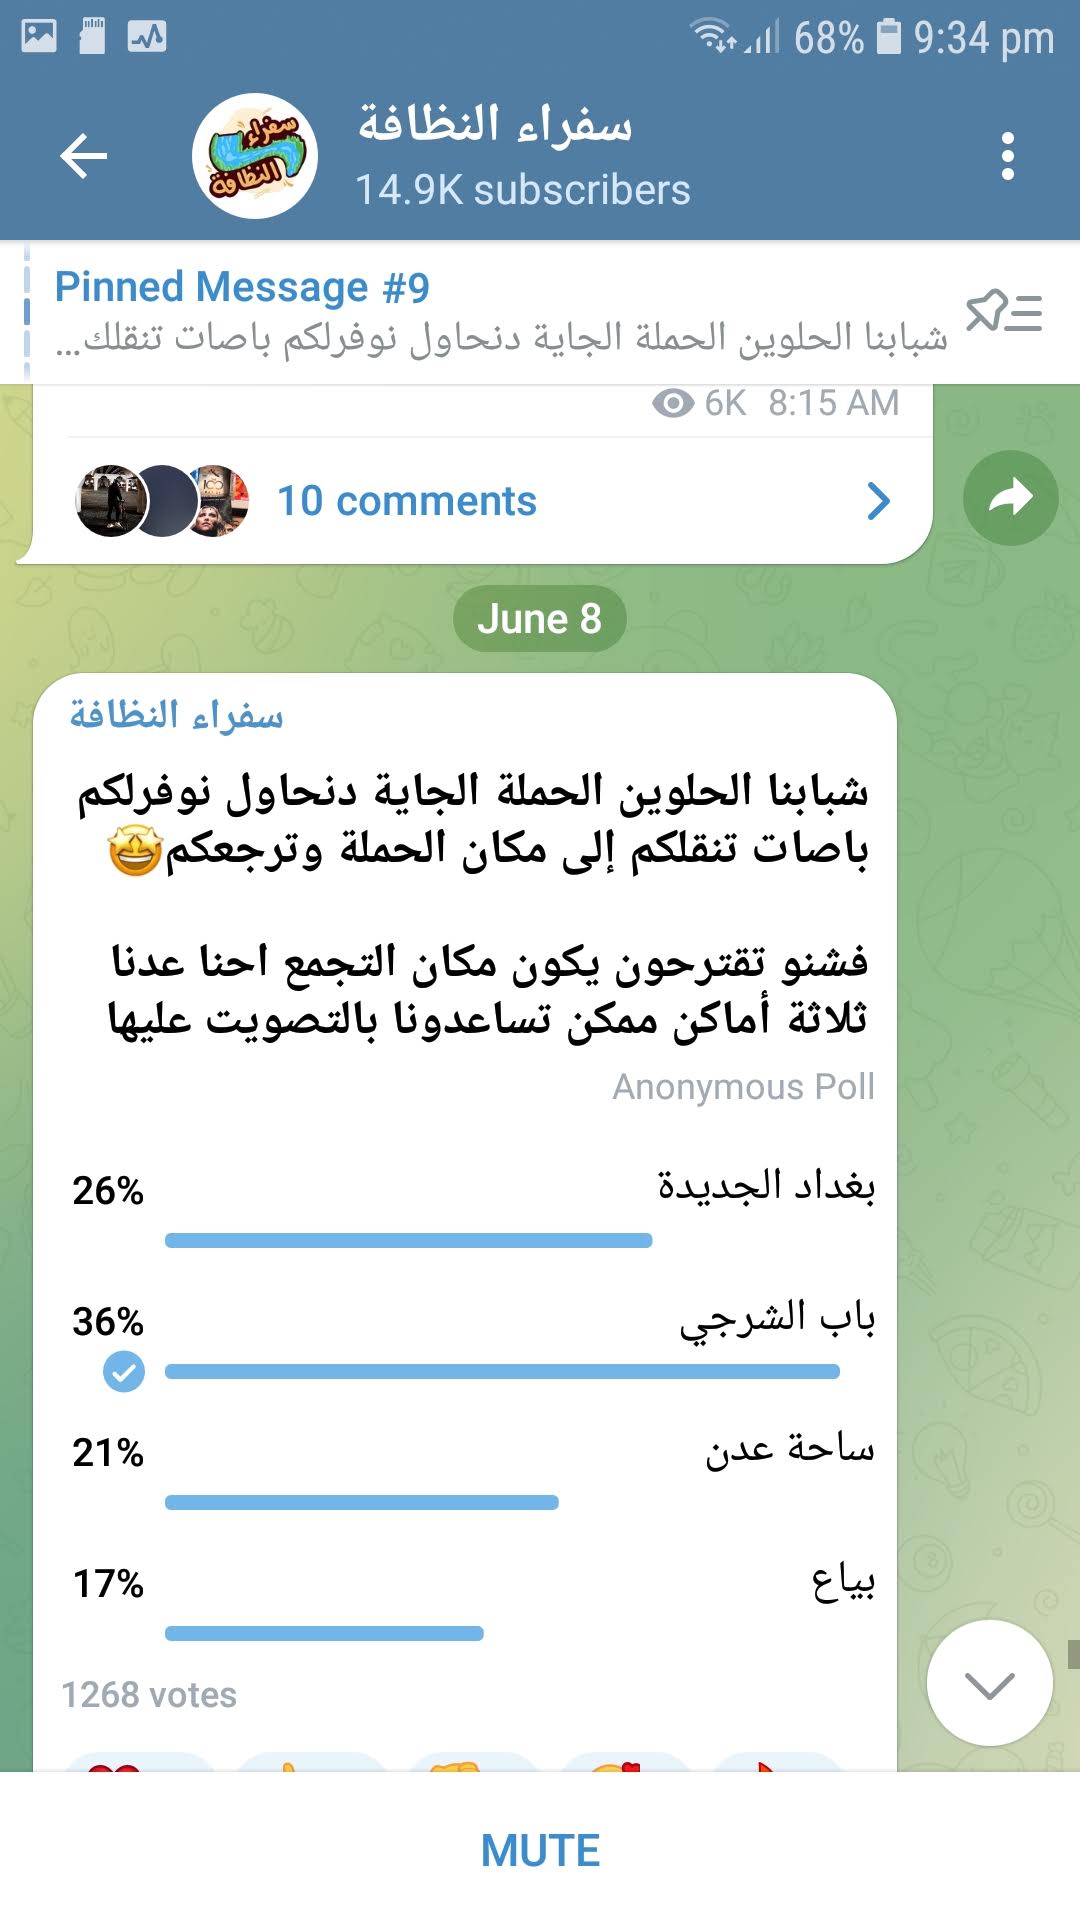 68% 9:34 pm
سفراء النظافة
سفراء
النظافة
14.9K subscribers
Pinned Message #9
شبابنا الحلوين الحملة الجاية دنحاول نوفرلكم باصات تنقلك...
6K 8:15 AM
10 comments
June 8
سفراء النظافة
شبابنا الحلوين الحملة الجاية دنحاول نوفرلكم
باصات تنقلكم إلى مكان الحملة وترجعكم🤩
فشنو تقترحون يكون مكان التجمع احنا عدنا
ثلاثة أماكن ممكن تساعدونا بالتصويت عليها
Anonymous Poll
26% بغداد الجديدة
36% باب الشرجي
21% ساحة عدن
17% بياع
1268 votes
MUTE